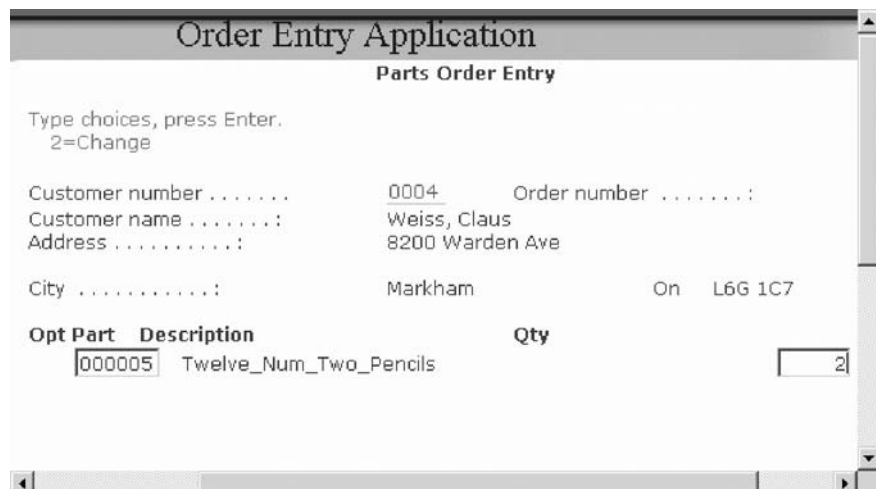 Order Entry Application
Parts Order Entry
Type choices, press Enter.
2=Change
Customer number . . . . . . . 0004 Order number . . . . . . . :
Customer name . . . . . . . : Weiss, Claus
Address . . . . . . . . . . : 8200 Warden Ave
City . . . . . . . . . . . : Markham On L6G 1C7
Opt Part Description Qty
000005 Twelve_Num_Two_Pencils 2